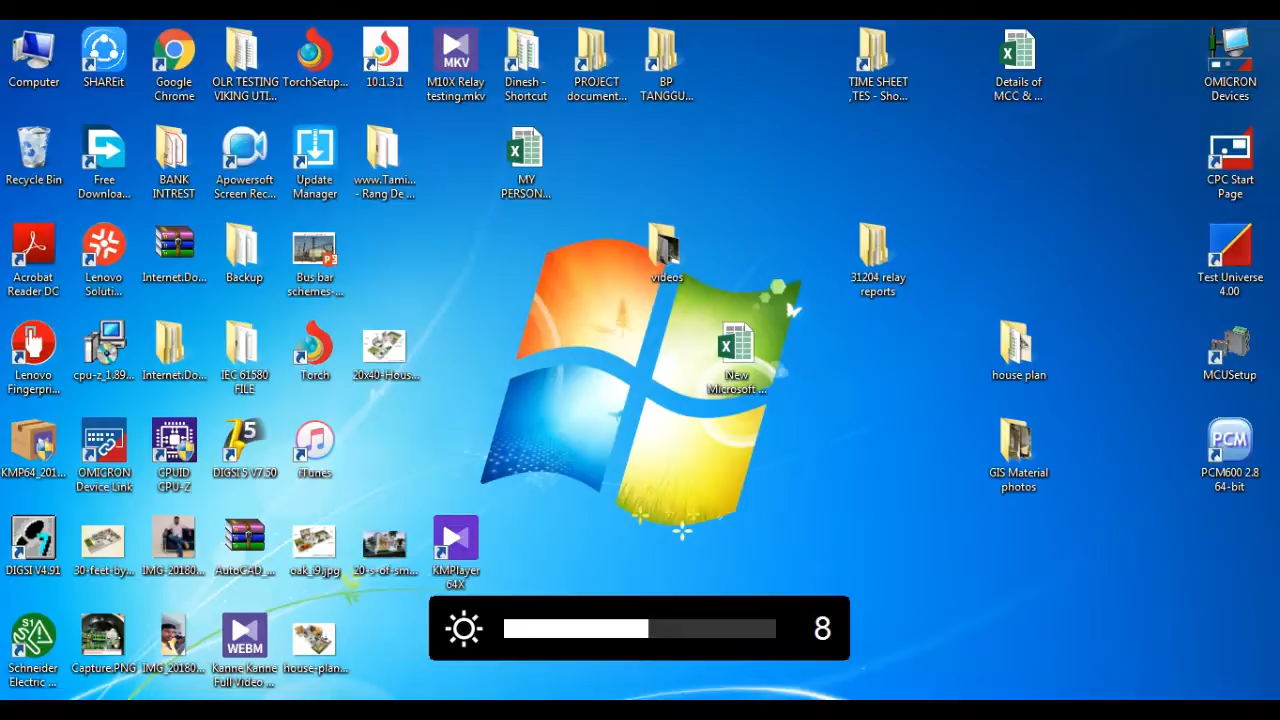 Computer
SHAREit
Google
Chrome
OLR TESTING
VIKING UTI...
TorchSetup...
10.1.3.1
MKV
M10X Relay
testing.mkv
Dinesh -
Shortcut
PROJECT
document...
BP
TANGGU...
TIME SHEET
,TES - Sho...
Details of
MCC & ...
OMICRON
Devices
Recycle Bin
Free
Downloa...
BANK
INTREST
Apowersoft
Screen Rec...
Update
Manager
www.Tami...
- Rang De ...
MY
PERSON...
CPC Start
Page
Acrobat
Reader DC
Lenovo
Soluti...
Internet.Do...
Backup
Bus bar
schemes-...
videos
31204 relay
reports
Test Universe
4.00
Lenovo
Fingerpri...
cpu-z_1.89...
Internet.Do...
IEC 61580
FILE
Torch
20x40-Hous...
New
Microsoft ...
house plan
MCUSetup
KMP64_201...
OMICRON
Device Link
CPUID
CPU-Z
5
DIGSI 5 V7.50
iTunes
GIS Material
photos
PCM
PCM600 2.8
64-bit
DIGSI V4.91
30-feet-by...
IMG-20180...
AutoCAD_...
oak_i9.jpg
20-s-of-sm...
KMPlayer
64X
S1
Schneider
Electric ...
Capture.PNG
IMG_20180...
WEBM
Kanne Kanne
Full Video ...
house-plan...
8